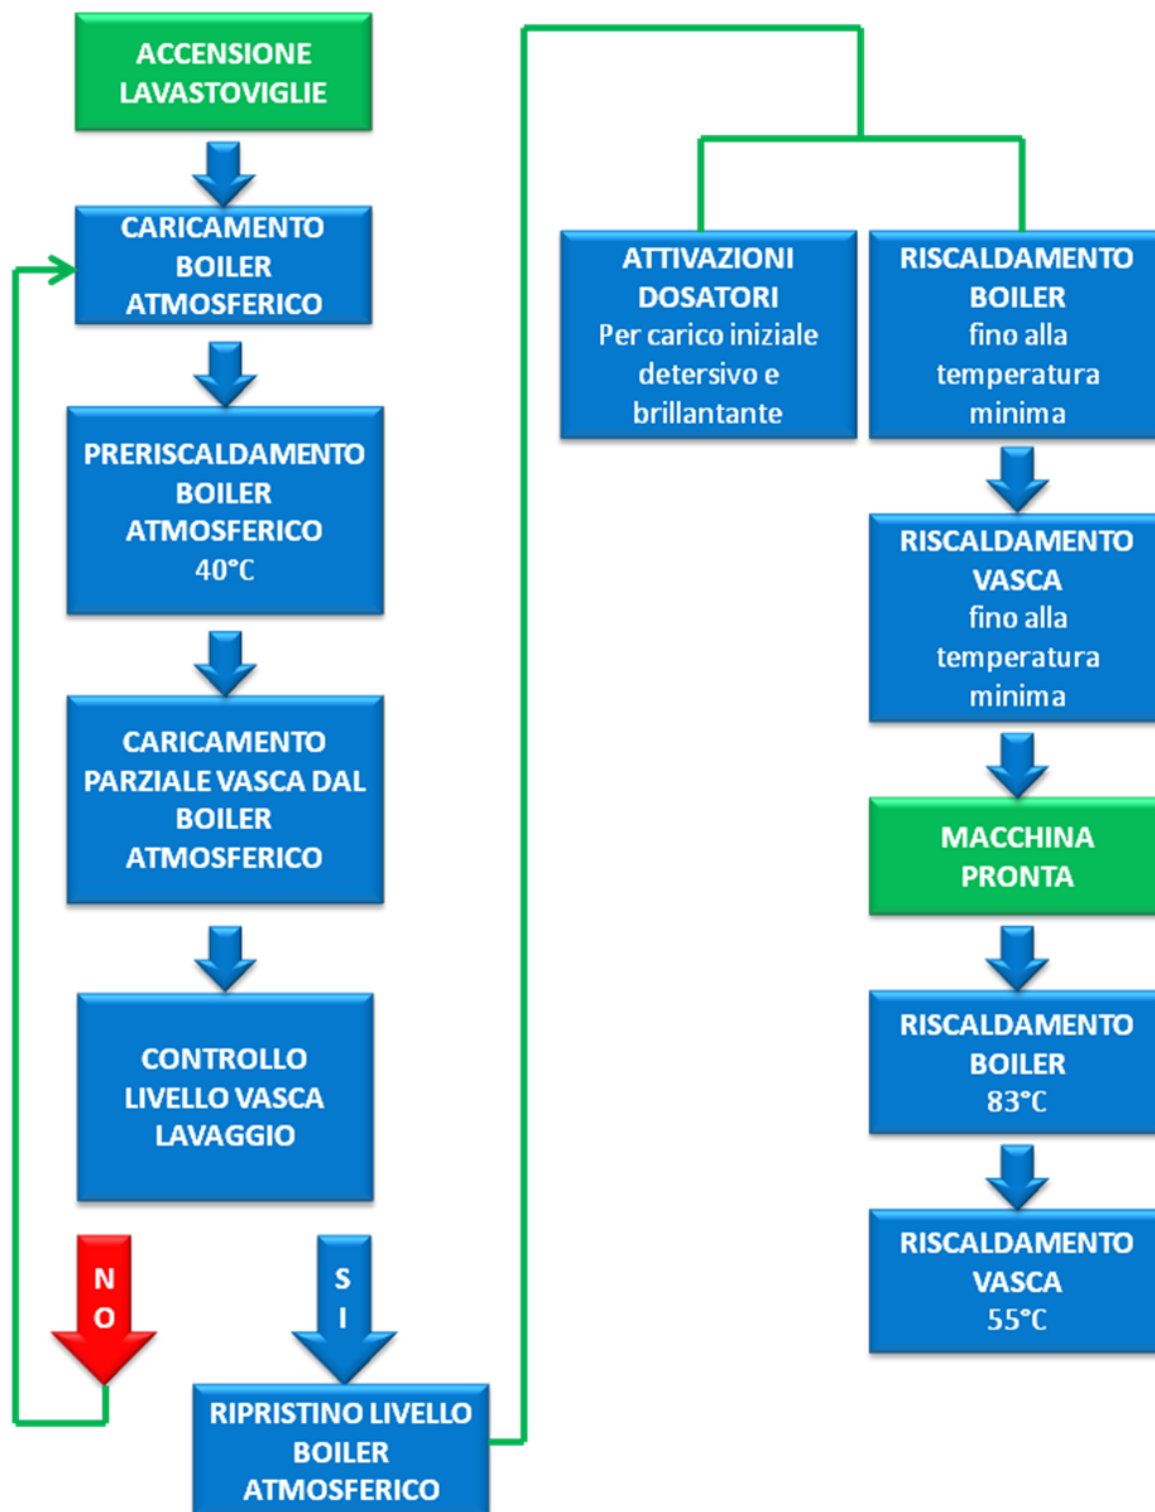 ACCENSIONE
LAVASTOVIGLIE
CARICAMENTO
BOILER
ATMOSFERICO
PRERISCALDAMENTO
BOILER
ATMOSFERICO
40°C
CARICAMENTO
PARZIALE VASCA DAL
BOILER
ATMOSFERICO
CONTROLLO
LIVELLO VASCA
LAVAGGIO
N
O
S
I
RIPRISTINO LIVELLO
BOILER
ATMOSFERICO
ATTIVAZIONI
DOSATORI
Per carico iniziale
detersivo e
brillantante
RISCALDAMENTO
BOILER
fino alla
temperatura
minima
RISCALDAMENTO
VASCA
fino alla
temperatura
minima
MACCHINA
PRONTA
RISCALDAMENTO
BOILER
83°C
RISCALDAMENTO
VASCA
55°C